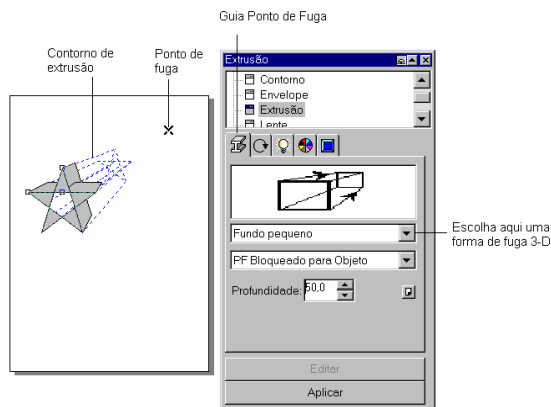 Guia Ponto de Fuga
Contorno de
extrusão
Ponto de
fuga
Extrusão
Contorno
Envelope
Extrusão
Lente
Fundo pequeno
Escolha aqui uma
forma de fuga 3-D
PF Bloqueado para Objeto
Profundidade: 50,0
Editar
Aplicar